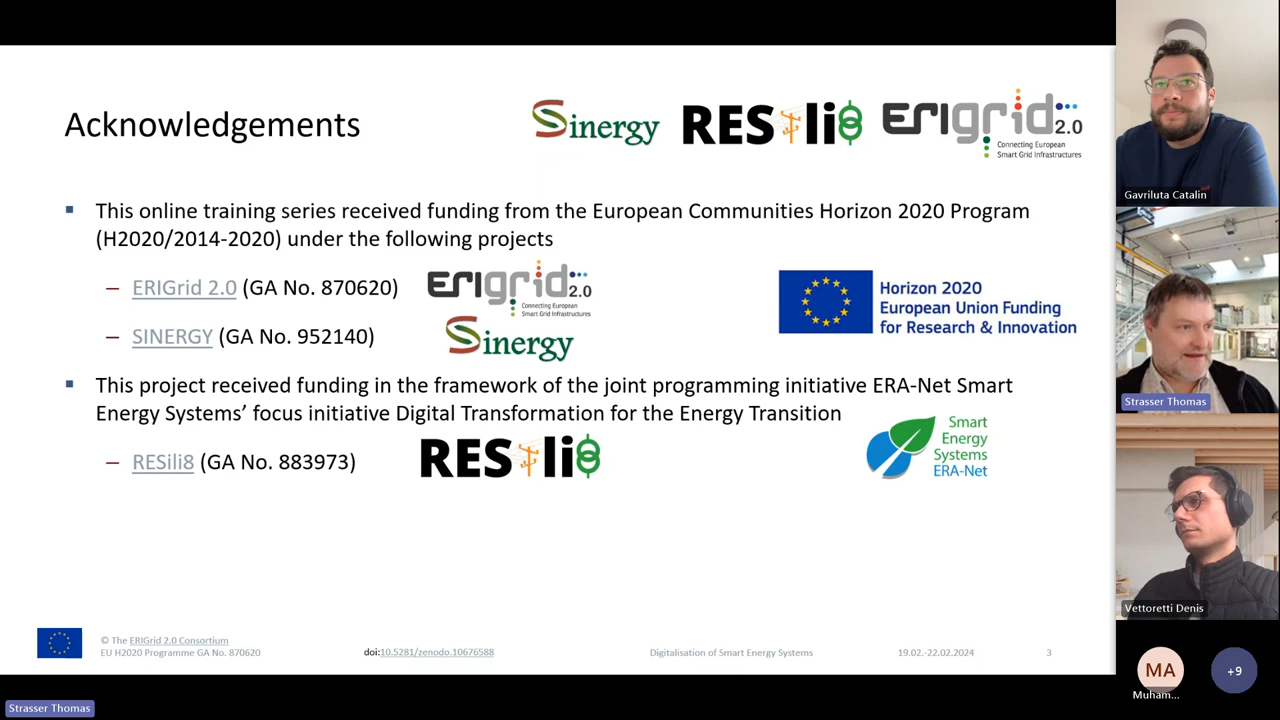 Acknowledgements
Sinergy
RESili8
ERIgrid 2.0
Connecting European
Smart Grid Infrastructures
This online training series received funding from the European Communities Horizon 2020 Program
(H2020/2014-2020) under the following projects
– ERIGrid 2.0 (GA No. 870620)
ERIgrid 2.0
Connecting European
Smart Grid Infrastructures
Horizon 2020
European Union Funding
for Research & Innovation
– SINERGY (GA No. 952140)
Sinergy
This project received funding in the framework of the joint programming initiative ERA-Net Smart
Energy Systems’ focus initiative Digital Transformation for the Energy Transition
– RESili8 (GA No. 883973)
RESili8
Smart
Energy
Systems
ERA-Net
© The ERIGrid 2.0 Consortium
EU H2020 Programme GA No. 870620
doi:10.5281/zenodo.10676588
Digitalisation of Smart Energy Systems
19.02.-22.02.2024
3
Gavriluta Catalin
Strasser Thomas
Vettoretti Denis
MA
Muham...
+9
Strasser Thomas